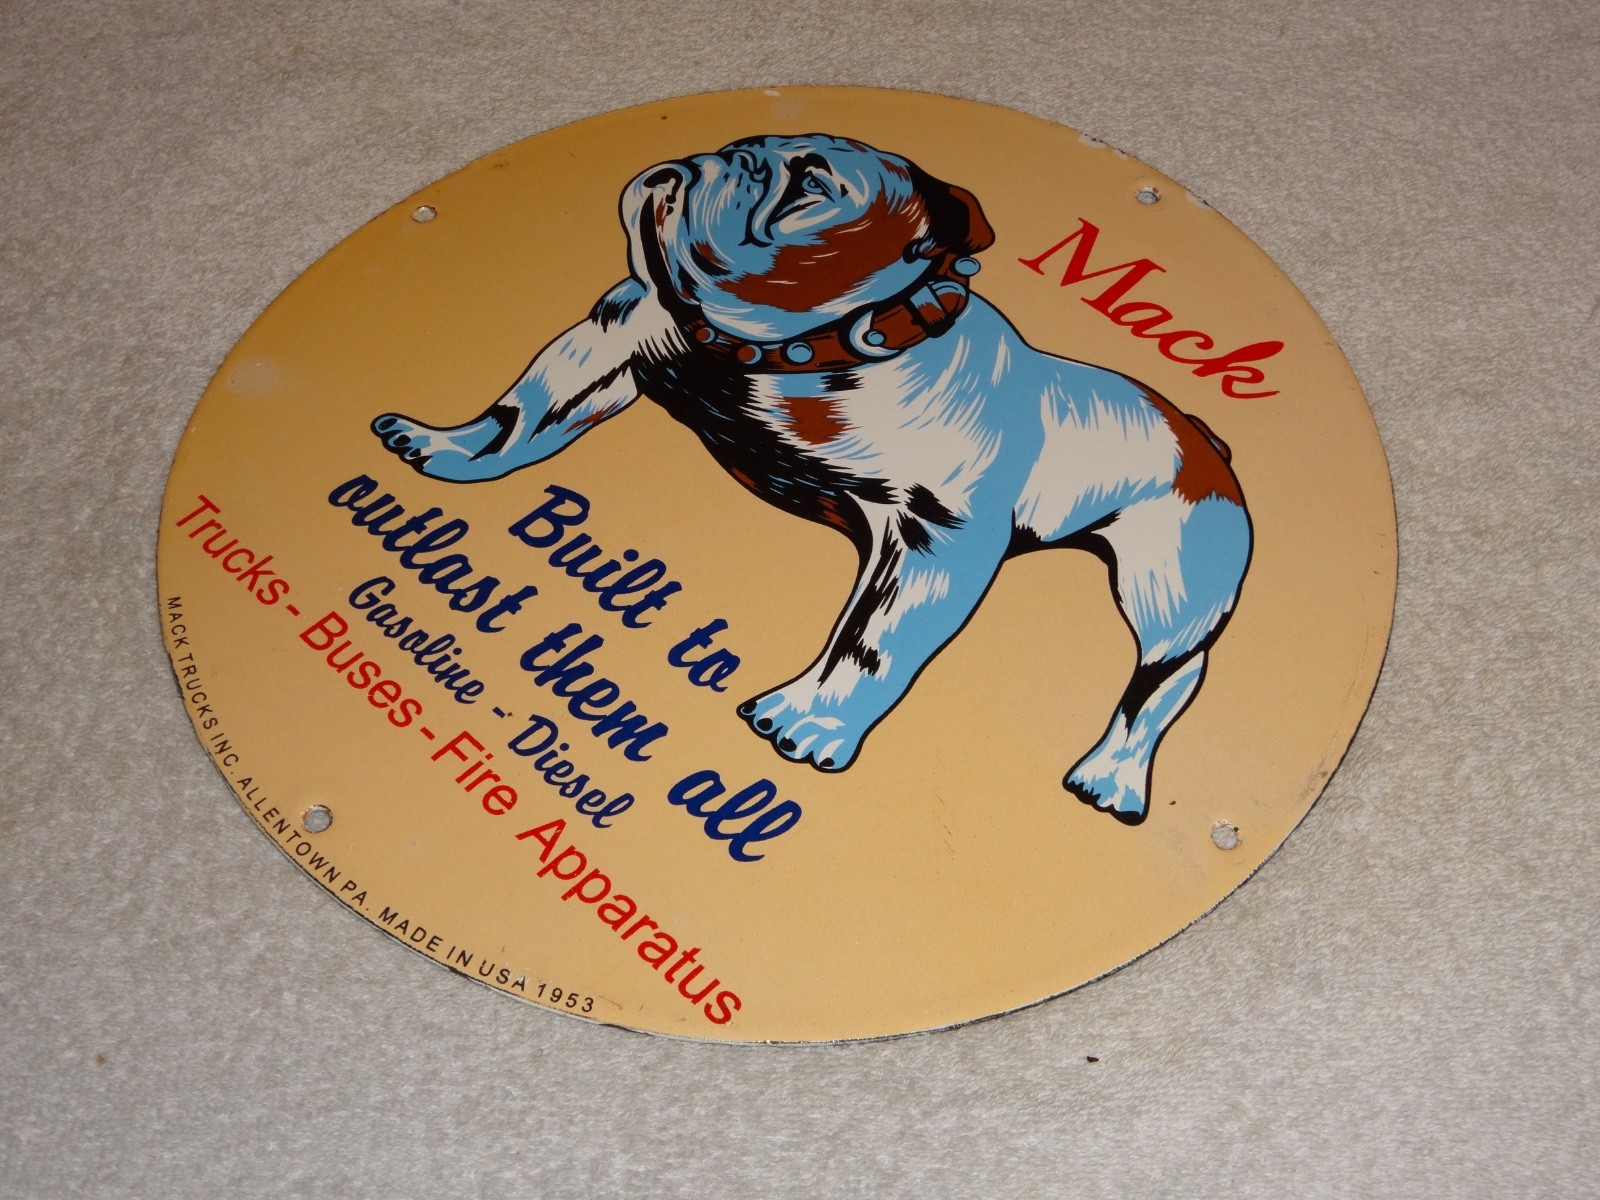 Mack
Built to
outlast them all
Gasoline - Diesel
Trucks - Buses - Fire Apparatus
MACK TRUCKS INC. ALLENTOWN PA. MADE IN USA 1953